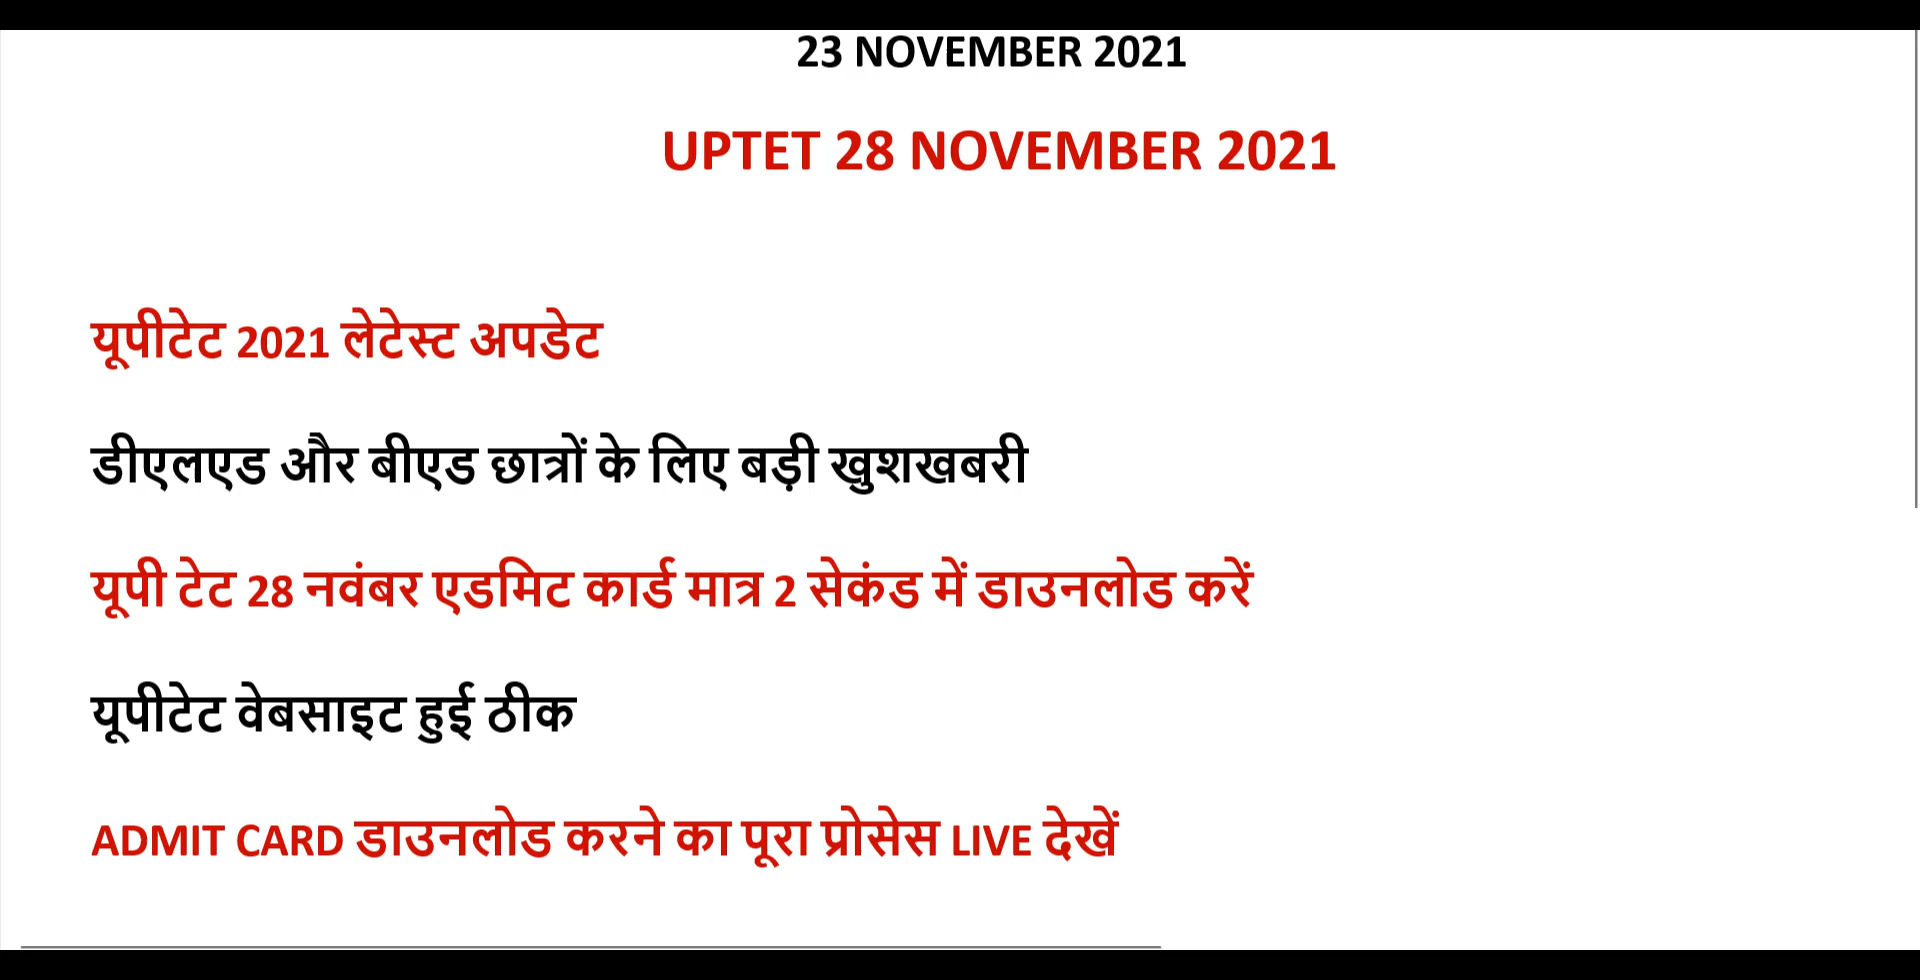 23 NOVEMBER 2021
UPTET 28 NOVEMBER 2021
यूपीटेट 2021 लेटेस्ट अपडेट
डीएलएड और बीएड छात्रों के लिए बड़ी खुशखबरी
यूपी टेट 28 नवंबर एडमिट कार्ड मात्र 2 सेकंड में डाउनलोड करें
यूपीटेट वेबसाइट हुई ठीक
ADMIT CARD डाउनलोड करने का पूरा प्रोसेस LIVE देखें